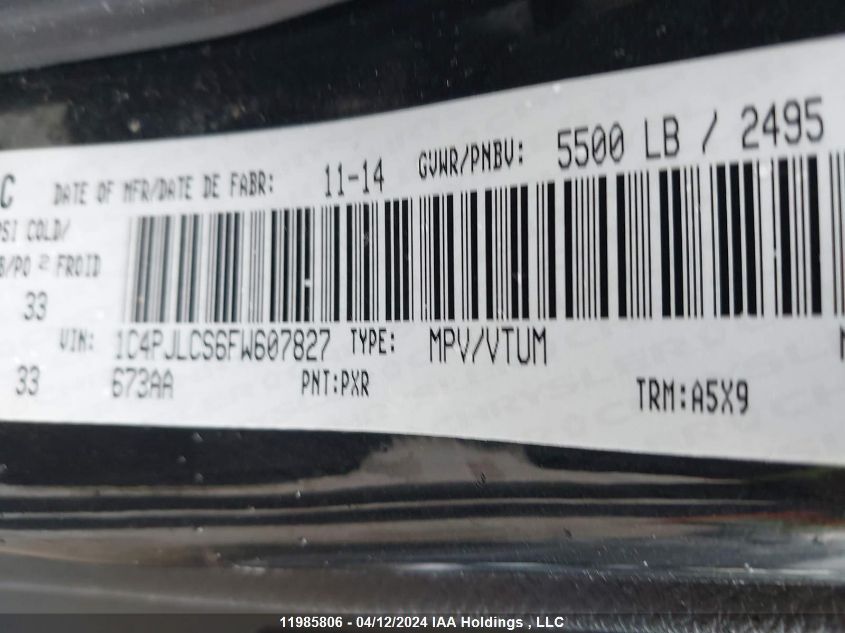 C DATE OF MFR/DATE DE FABR: 11-14 GVWR/PNBV: 5500 LB / 2495
PSI COLD/
B/PO 2 FROID
33
VIN: 1C4PJLCS6FW607827 TYPE: MPV/VTUM
33 673AA PNT:PXR TRM:A5X9
11985806 - 04/12/2024 IAA Holdings , LLC